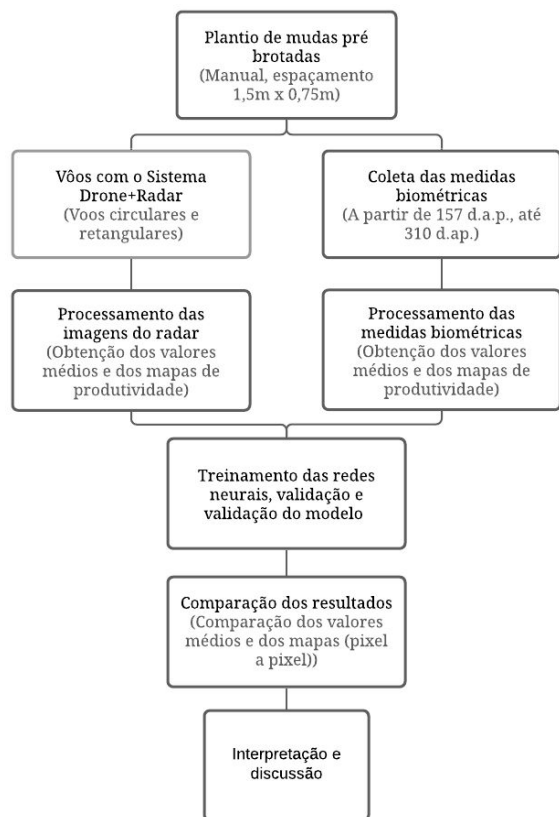 Plantio de mudas pré
brotadas
(Manual, espaçamento
1,5m x 0,75m)
Vôos com o Sistema
Drone+Radar
(Voos circulares e
retangulares)
Coleta das medidas
biométricas
(A partir de 157 d.a.p., até
310 d.ap.)
Processamento das
imagens do radar
(Obtenção dos valores
médios e dos mapas de
produtividade)
Processamento das
medidas biométricas
(Obtenção dos valores
médios e dos mapas de
produtividade)
Treinamento das redes
neurais, validação e
validação do modelo
Comparação dos resultados
(Comparação dos valores
médios e dos mapas (pixel
a pixel))
Interpretação e
discussão